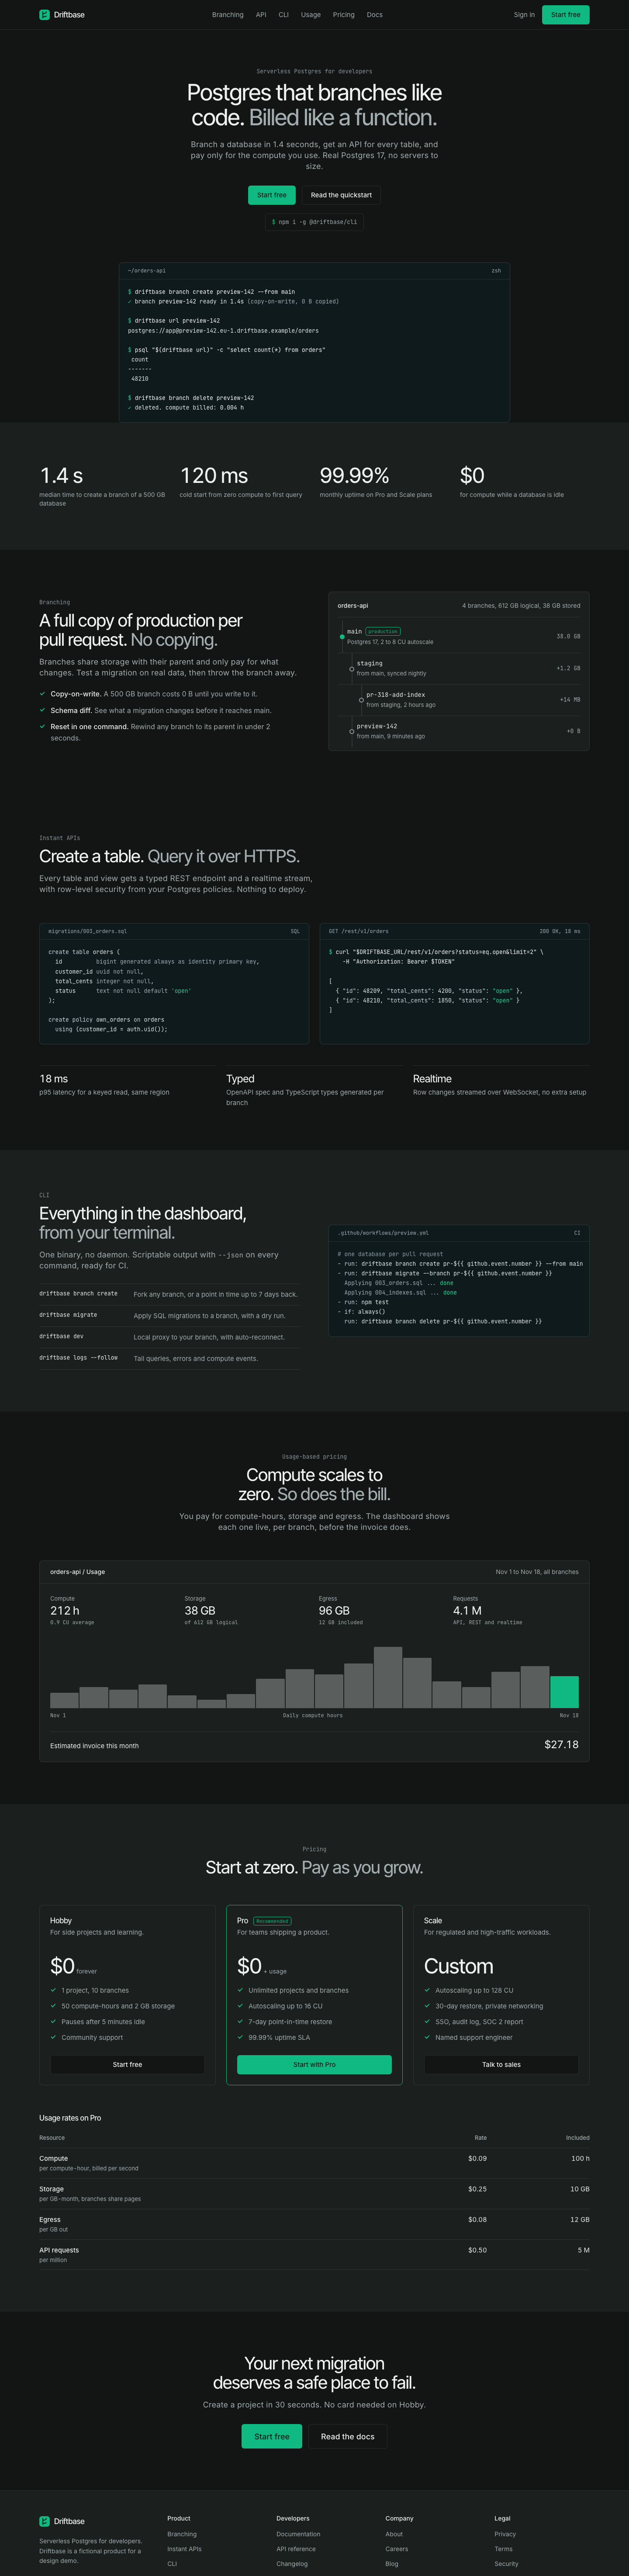 Driftbase
Branching API CLI Usage Pricing Docs
Sign in Start free
Serverless Postgres for developers
Postgres that branches like
code. Billed like a function.
Branch a database in 1.4 seconds, get an API for every table, and
pay only for the compute you use. Real Postgres 17, no servers to
size.
Start free Read the quickstart
$ npm i -g @driftbase/cli
~/orders-api zsh
$ driftbase branch create preview-142 --from main
✓ branch preview-142 ready in 1.4s (copy-on-write, 0 B copied)
$ driftbase url preview-142
postgres://app@preview-142.eu-1.driftbase.example/orders
$ psql "$(driftbase url)" -c "select count(*) from orders"
count
-------
48210
$ driftbase branch delete preview-142
✓ deleted. compute billed: 0.004 h
1.4 s
median time to create a branch of a 500 GB
database
120 ms
cold start from zero compute to first query
99.99%
monthly uptime on Pro and Scale plans
$0
for compute while a database is idle
Branching
A full copy of production per
pull request. No copying.
Branches share storage with their parent and only pay for what
changes. Test a migration on real data, then throw the branch away.
Copy-on-write. A 500 GB branch costs 0 B until you write to it.
Schema diff. See what a migration changes before it reaches main.
Reset in one command. Rewind any branch to its parent in under 2
seconds.
orders-api 4 branches, 612 GB logical, 38 GB stored
main production 38.0 GB
Postgres 17, 2 to 8 CU autoscale
staging +1.2 GB
from main, synced nightly
pr-318-add-index +14 MB
from staging, 2 hours ago
preview-142 +0 B
from main, 9 minutes ago
Instant APIs
Create a table. Query it over HTTPS.
Every table and view gets a typed REST endpoint and a realtime stream,
with row-level security from your Postgres policies. Nothing to deploy.
migrations/003_orders.sql SQL
create table orders (
id bigint generated always as identity primary key,
customer_id uuid not null,
total_cents integer not null,
status text not null default 'open'
);
create policy own_orders on orders
using (customer_id = auth.uid());
GET /rest/v1/orders 200 OK, 18 ms
$ curl "$DRIFTBASE_URL/rest/v1/orders?status=eq.open&limit=2" \
-H "Authorization: Bearer $TOKEN"
[
{ "id": 48209, "total_cents": 4200, "status": "open" },
{ "id": 48210, "total_cents": 1850, "status": "open" }
]
18 ms
p95 latency for a keyed read, same region
Typed
OpenAPI spec and TypeScript types generated per
branch
Realtime
Row changes streamed over WebSocket, no extra setup
CLI
Everything in the dashboard,
from your terminal.
One binary, no daemon. Scriptable output with --json on every
command, ready for CI.
driftbase branch create Fork any branch, or a point in time up to 7 days back.
driftbase migrate Apply SQL migrations to a branch, with a dry run.
driftbase dev Local proxy to your branch, with auto-reconnect.
driftbase logs --follow Tail queries, errors and compute events.
.github/workflows/preview.yml CI
# one database per pull request
- run: driftbase branch create pr-${{ github.event.number }} --from main
- run: driftbase migrate --branch pr-${{ github.event.number }}
Applying 003_orders.sql ... done
Applying 004_indexes.sql ... done
- run: npm test
- if: always()
run: driftbase branch delete pr-${{ github.event.number }}
Usage-based pricing
Compute scales to
zero. So does the bill.
You pay for compute-hours, storage and egress. The dashboard shows
each one live, per branch, before the invoice does.
orders-api / Usage Nov 1 to Nov 18, all branches
Compute
212 h
0.9 CU average
Storage
38 GB
of 612 GB logical
Egress
96 GB
12 GB included
Requests
4.1 M
API, REST and realtime
Nov 1 Daily compute hours Nov 18
Estimated invoice this month $27.18
Pricing
Start at zero. Pay as you grow.
Hobby
For side projects and learning.
$0 forever
1 project, 10 branches
50 compute-hours and 2 GB storage
Pauses after 5 minutes idle
Community support
Start free
Pro Recommended
For teams shipping a product.
$0 + usage
Unlimited projects and branches
Autoscaling up to 16 CU
7-day point-in-time restore
99.99% uptime SLA
Start with Pro
Scale
For regulated and high-traffic workloads.
Custom
Autoscaling up to 128 CU
30-day restore, private networking
SSO, audit log, SOC 2 report
Named support engineer
Talk to sales
Usage rates on Pro
Resource Rate Included
Compute $0.09 100 h
per compute-hour, billed per second
Storage $0.25 10 GB
per GB-month, branches share pages
Egress $0.08 12 GB
per GB out
API requests $0.50 5 M
per million
Your next migration
deserves a safe place to fail.
Create a project in 30 seconds. No card needed on Hobby.
Start free Read the docs
Driftbase
Serverless Postgres for developers.
Driftbase is a fictional product for a
design demo.
Product
Branching
Instant APIs
CLI
Developers
Documentation
API reference
Changelog
Company
About
Careers
Blog
Legal
Privacy
Terms
Security